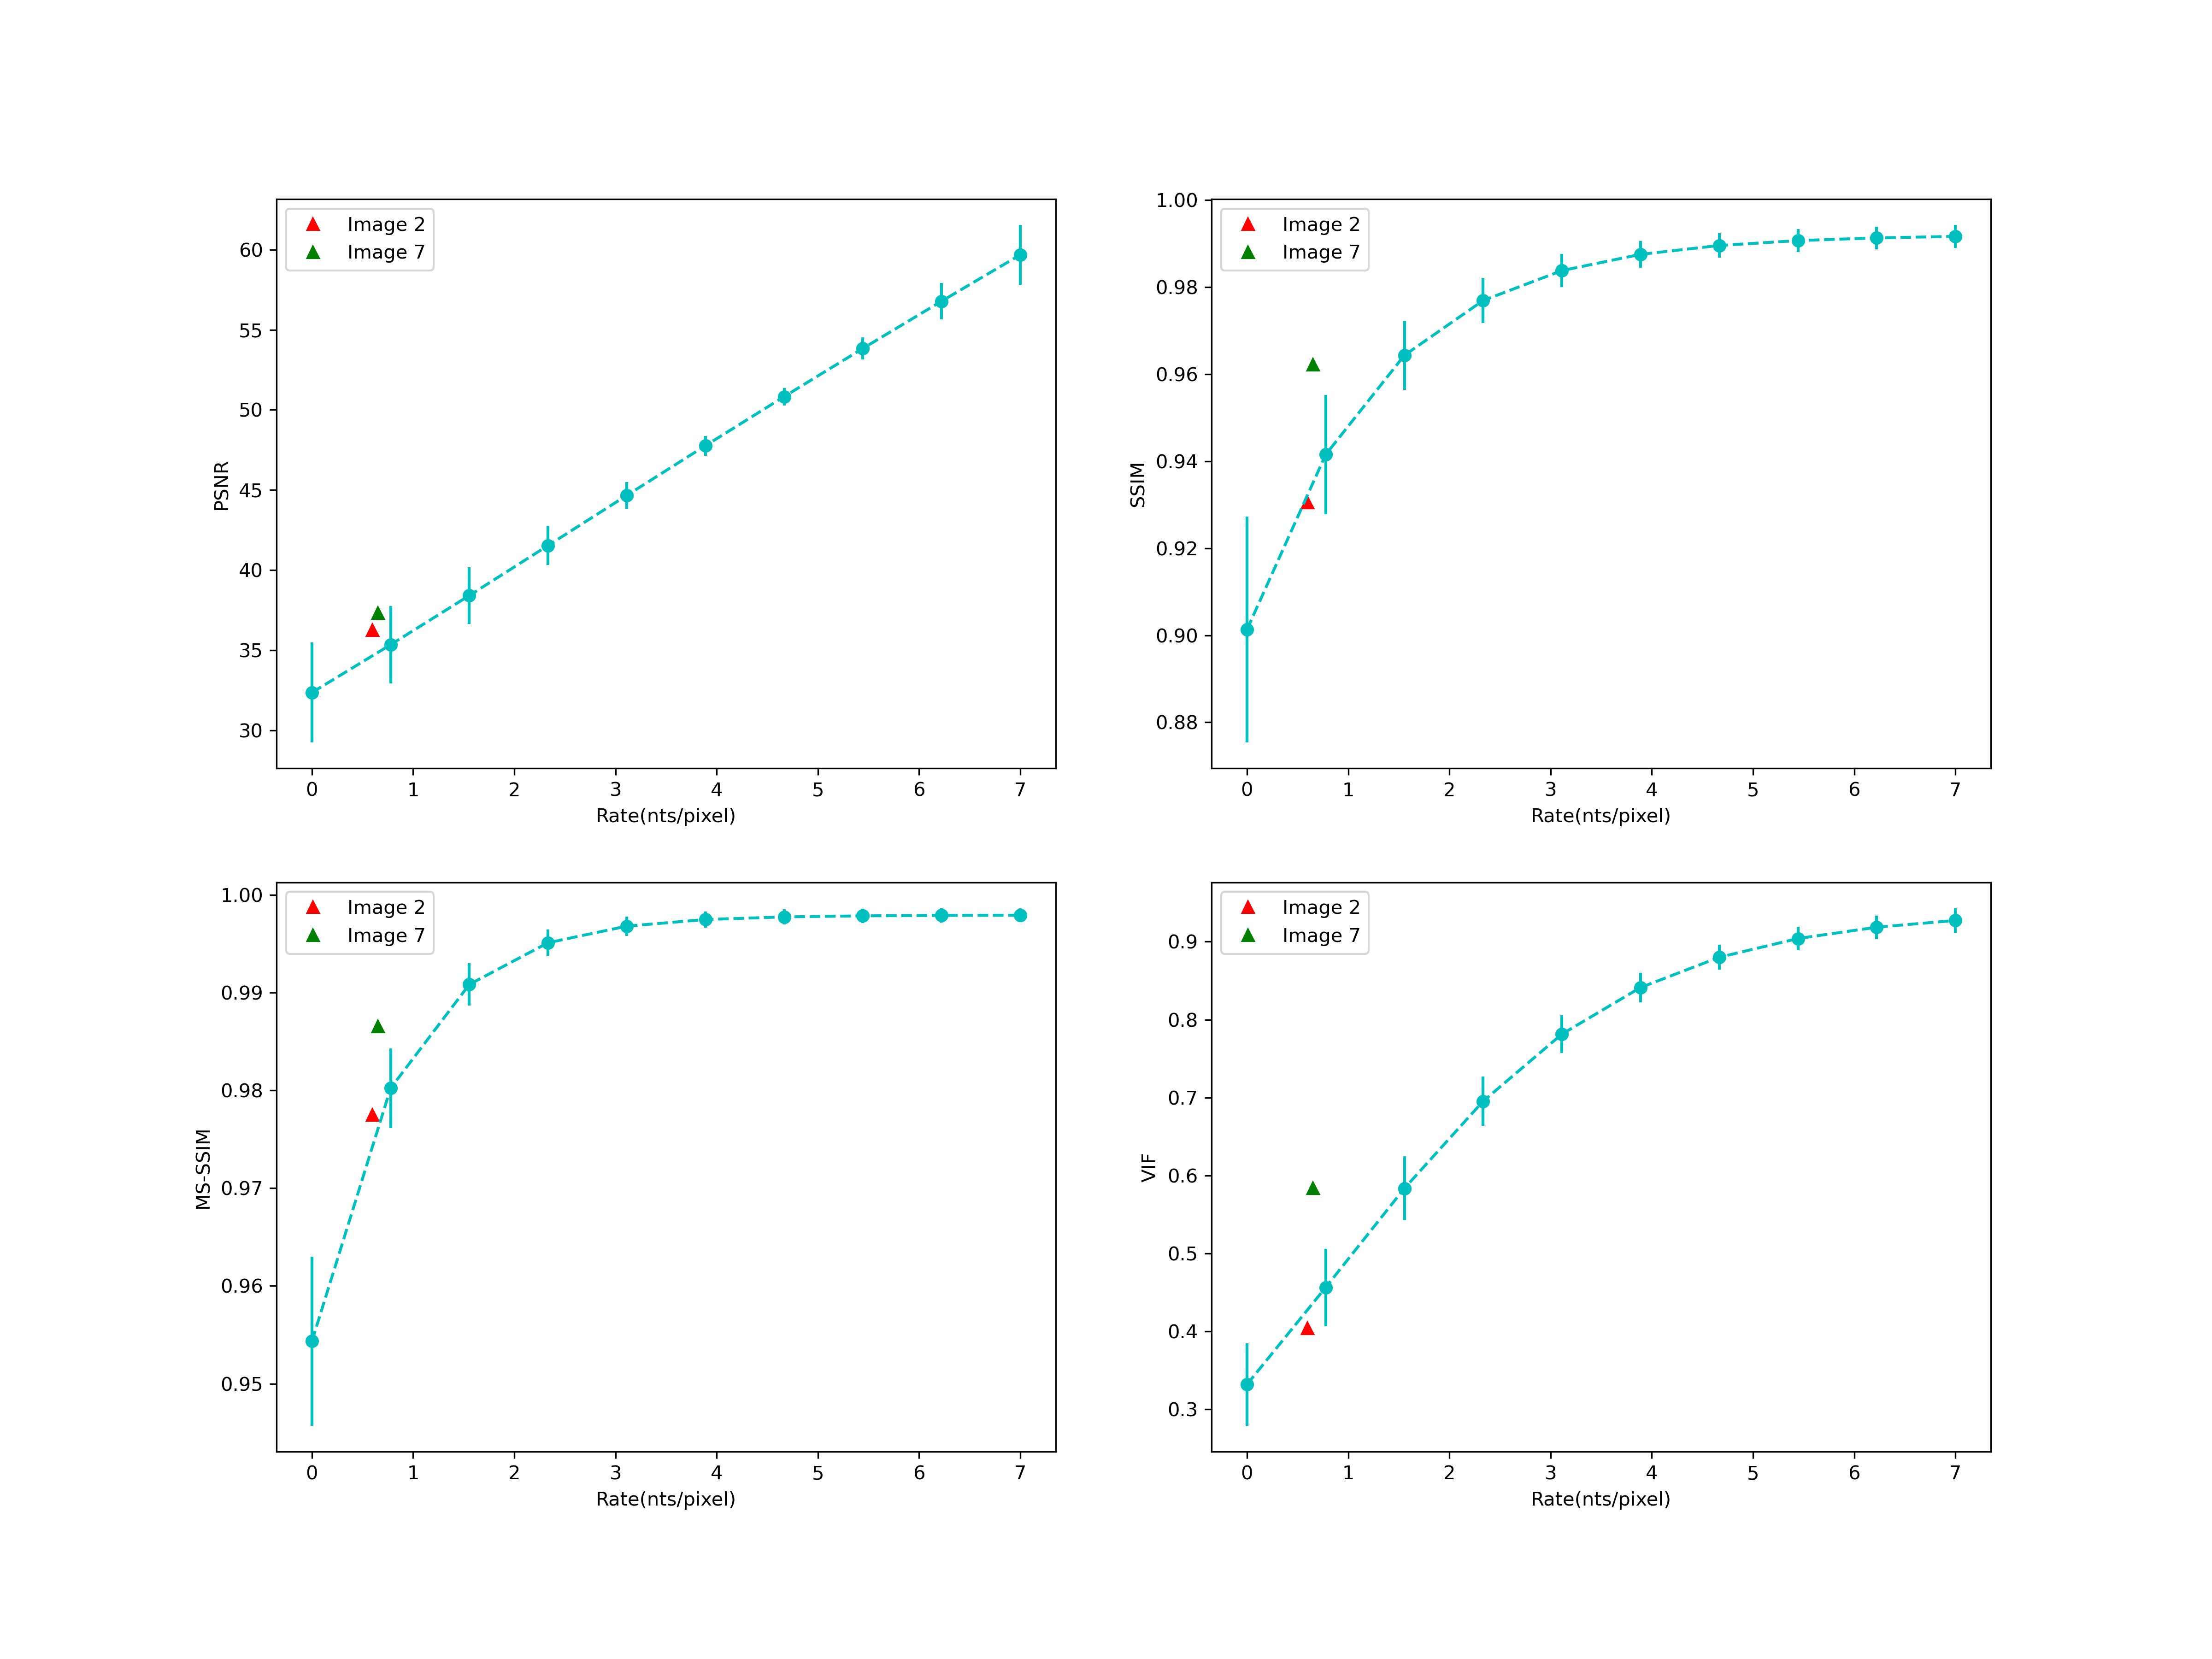 Image 2
Image 7
60
55
50
45
40
35
30
PSNR
0 1 2 3 4 5 6 7
Rate(nts/pixel)
Image 2
Image 7
1.00
0.98
0.96
0.94
0.92
0.90
0.88
SSIM
0 1 2 3 4 5 6 7
Rate(nts/pixel)
Image 2
Image 7
1.00
0.99
0.98
0.97
0.96
0.95
MS-SSIM
0 1 2 3 4 5 6 7
Rate(nts/pixel)
Image 2
Image 7
0.9
0.8
0.7
0.6
0.5
0.4
0.3
VIF
0 1 2 3 4 5 6 7
Rate(nts/pixel)